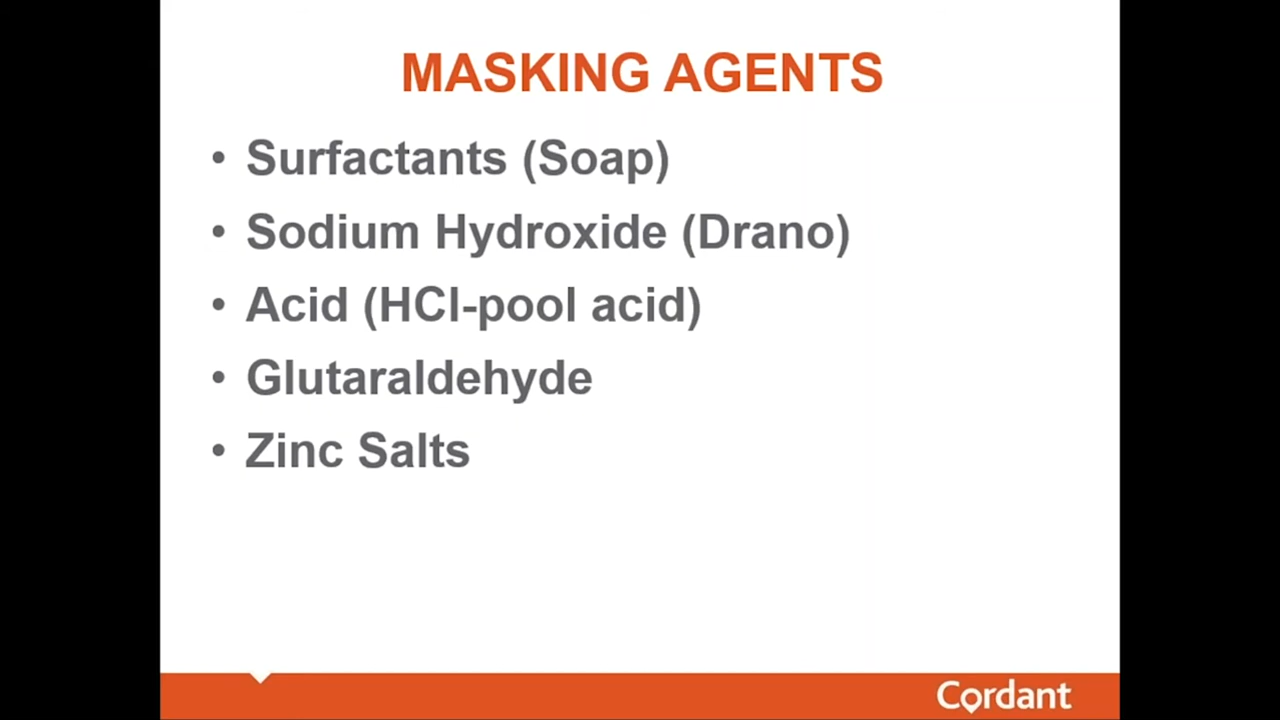 MASKING AGENTS
• Surfactants (Soap)
• Sodium Hydroxide (Drano)
• Acid (HCl-pool acid)
• Glutaraldehyde
• Zinc Salts
Cordant